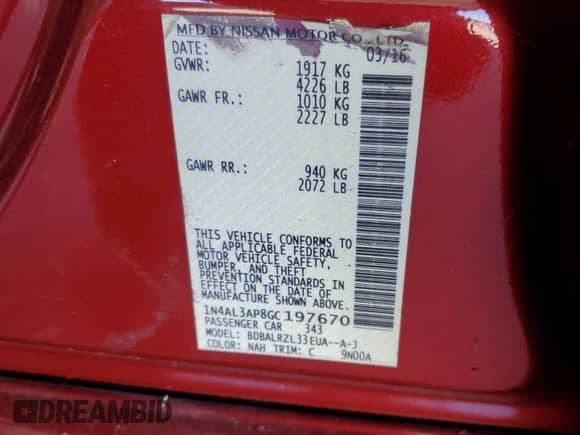 MFD BY NISSAN MOTOR CO., LTD.
DATE: 03/16
GVWR: 1917 KG
4226 LB
GAWR FR.: 1010 KG
2227 LB
GAWR RR.: 940 KG
2072 LB
THIS VEHICLE CONFORMS TO
ALL APPLICABLE FEDERAL
MOTOR VEHICLE SAFETY,
BUMPER, AND THEFT
PREVENTION STANDARDS IN
EFFECT ON THE DATE OF
MANUFACTURE SHOWN ABOVE.
1N4AL3AP8GC197670
PASSENGER CAR 343
MODEL: BDBALRZL33EUA--A-J
COLOR: NAH TRIM: C 9N00A
DREAMBID